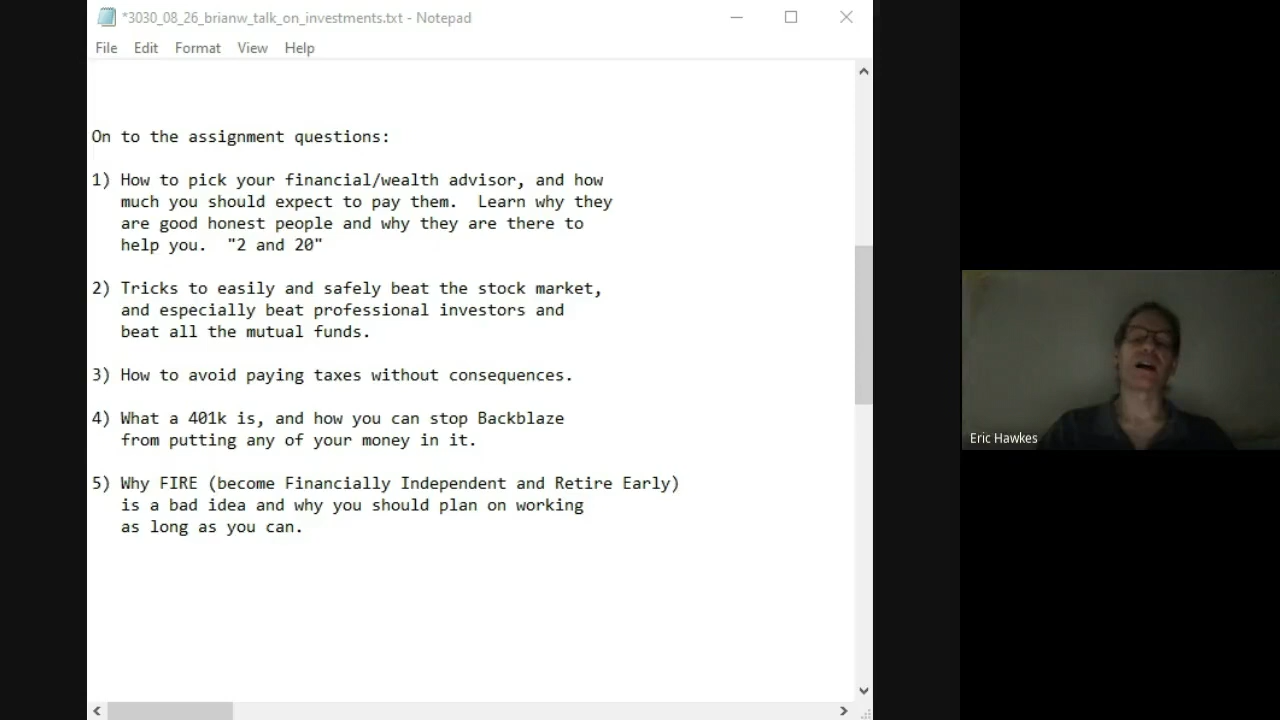 *3030_08_26_brianw_talk_on_investments.txt - Notepad
File Edit Format View Help
On to the assignment questions:
1) How to pick your financial/wealth advisor, and how
much you should expect to pay them.  Learn why they
are good honest people and why they are there to
help you.  "2 and 20"
2) Tricks to easily and safely beat the stock market,
and especially beat professional investors and
beat all the mutual funds.
3) How to avoid paying taxes without consequences.
4) What a 401k is, and how you can stop Backblaze
from putting any of your money in it.
5) Why FIRE (become Financially Independent and Retire Early)
is a bad idea and why you should plan on working
as long as you can.
Eric Hawkes